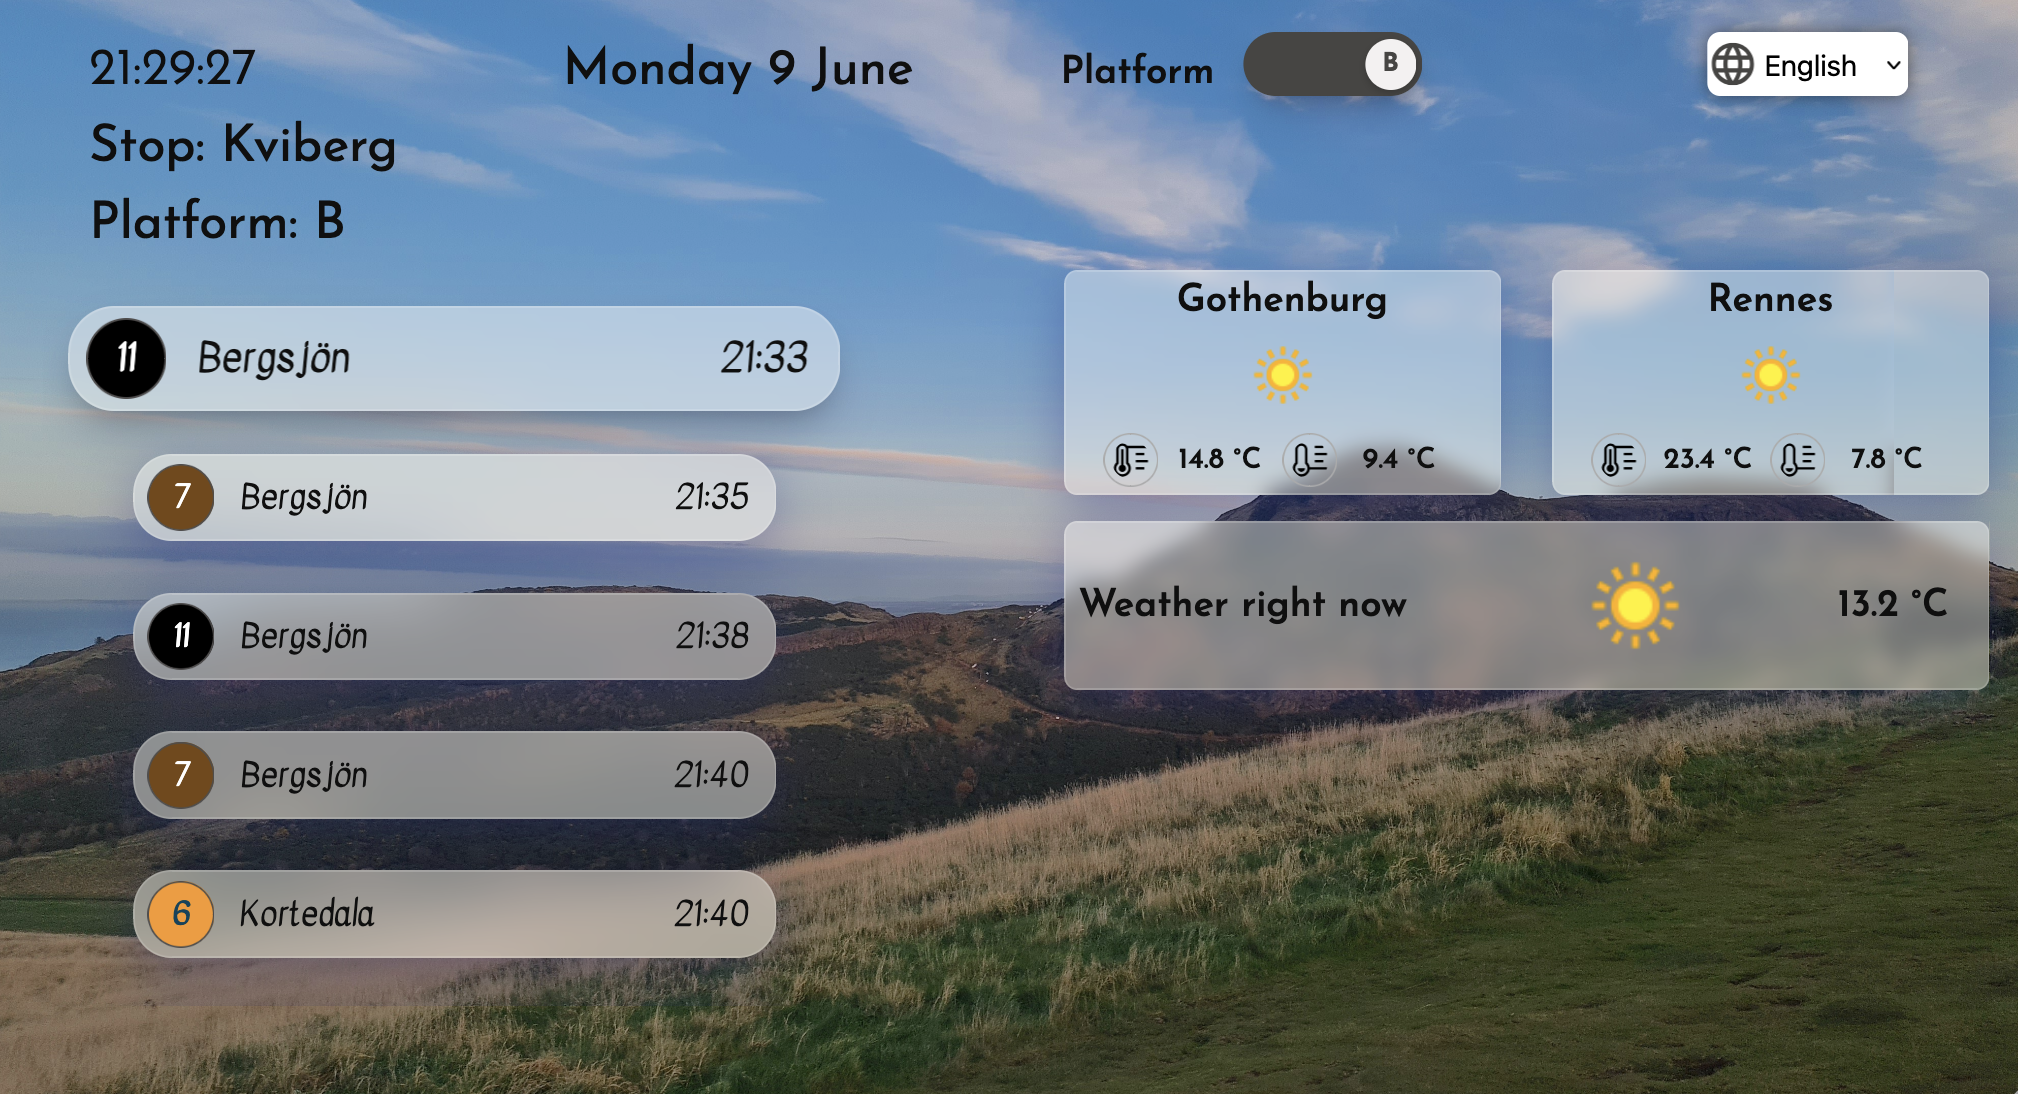 21:29:27
Monday 9 June
Platform
B
English
Stop: Kviberg
Platform: B
11 Bergsjön 21:33
7 Bergsjön 21:35
11 Bergsjön 21:38
7 Bergsjön 21:40
6 Kortedala 21:40
Gothenburg
14.8 °C 9.4 °C
Rennes
23.4 °C 7.8 °C
Weather right now 13.2 °C